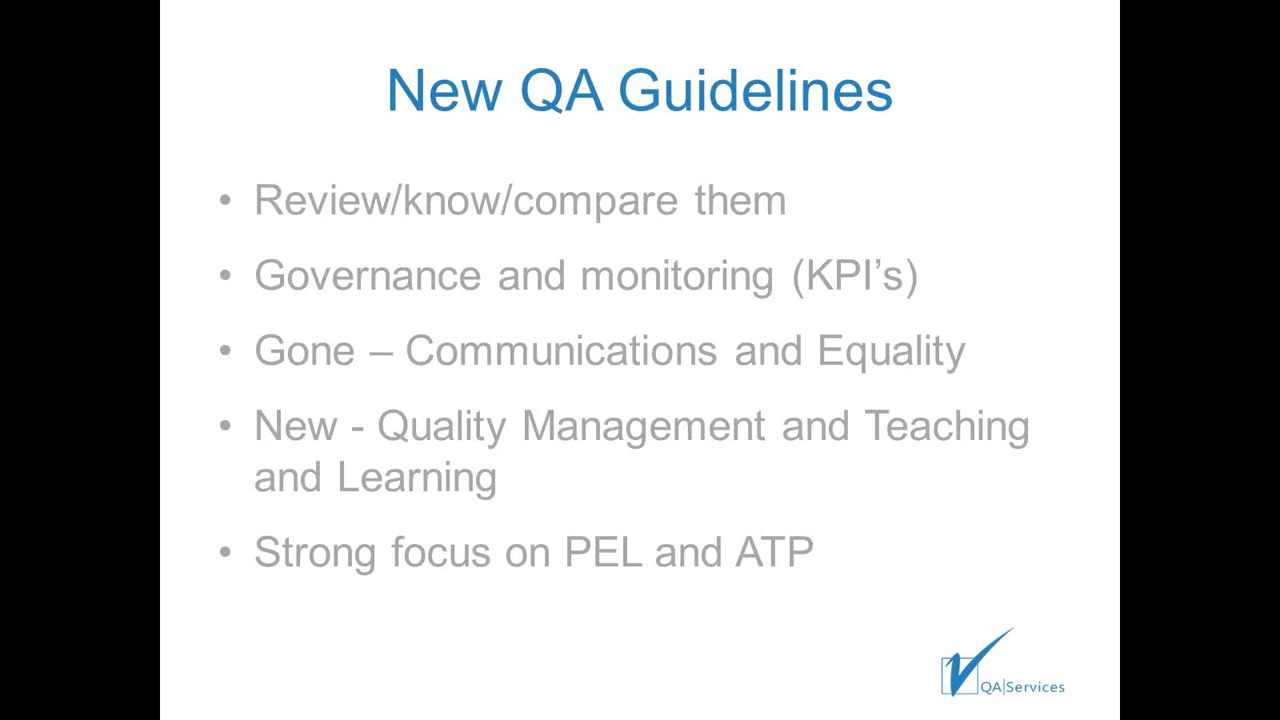 New QA Guidelines
• Review/know/compare them
• Governance and monitoring (KPI’s)
• Gone – Communications and Equality
• New - Quality Management and Teaching
and Learning
• Strong focus on PEL and ATP
QA|Services